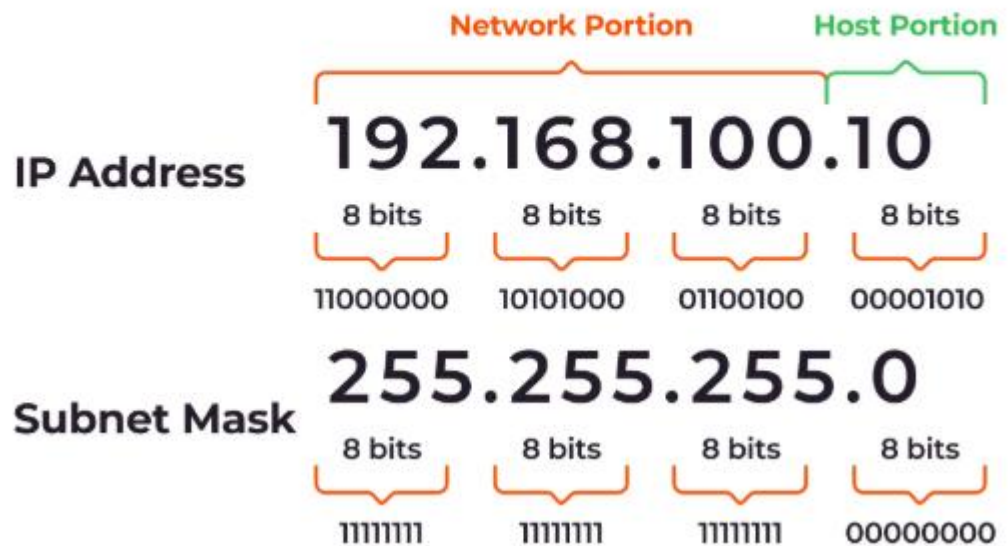 Network Portion Host Portion
IP Address 192.168.100.10
8 bits 8 bits 8 bits 8 bits
11000000 10101000 01100100 00001010
Subnet Mask 255.255.255.0
8 bits 8 bits 8 bits 8 bits
11111111 11111111 11111111 00000000